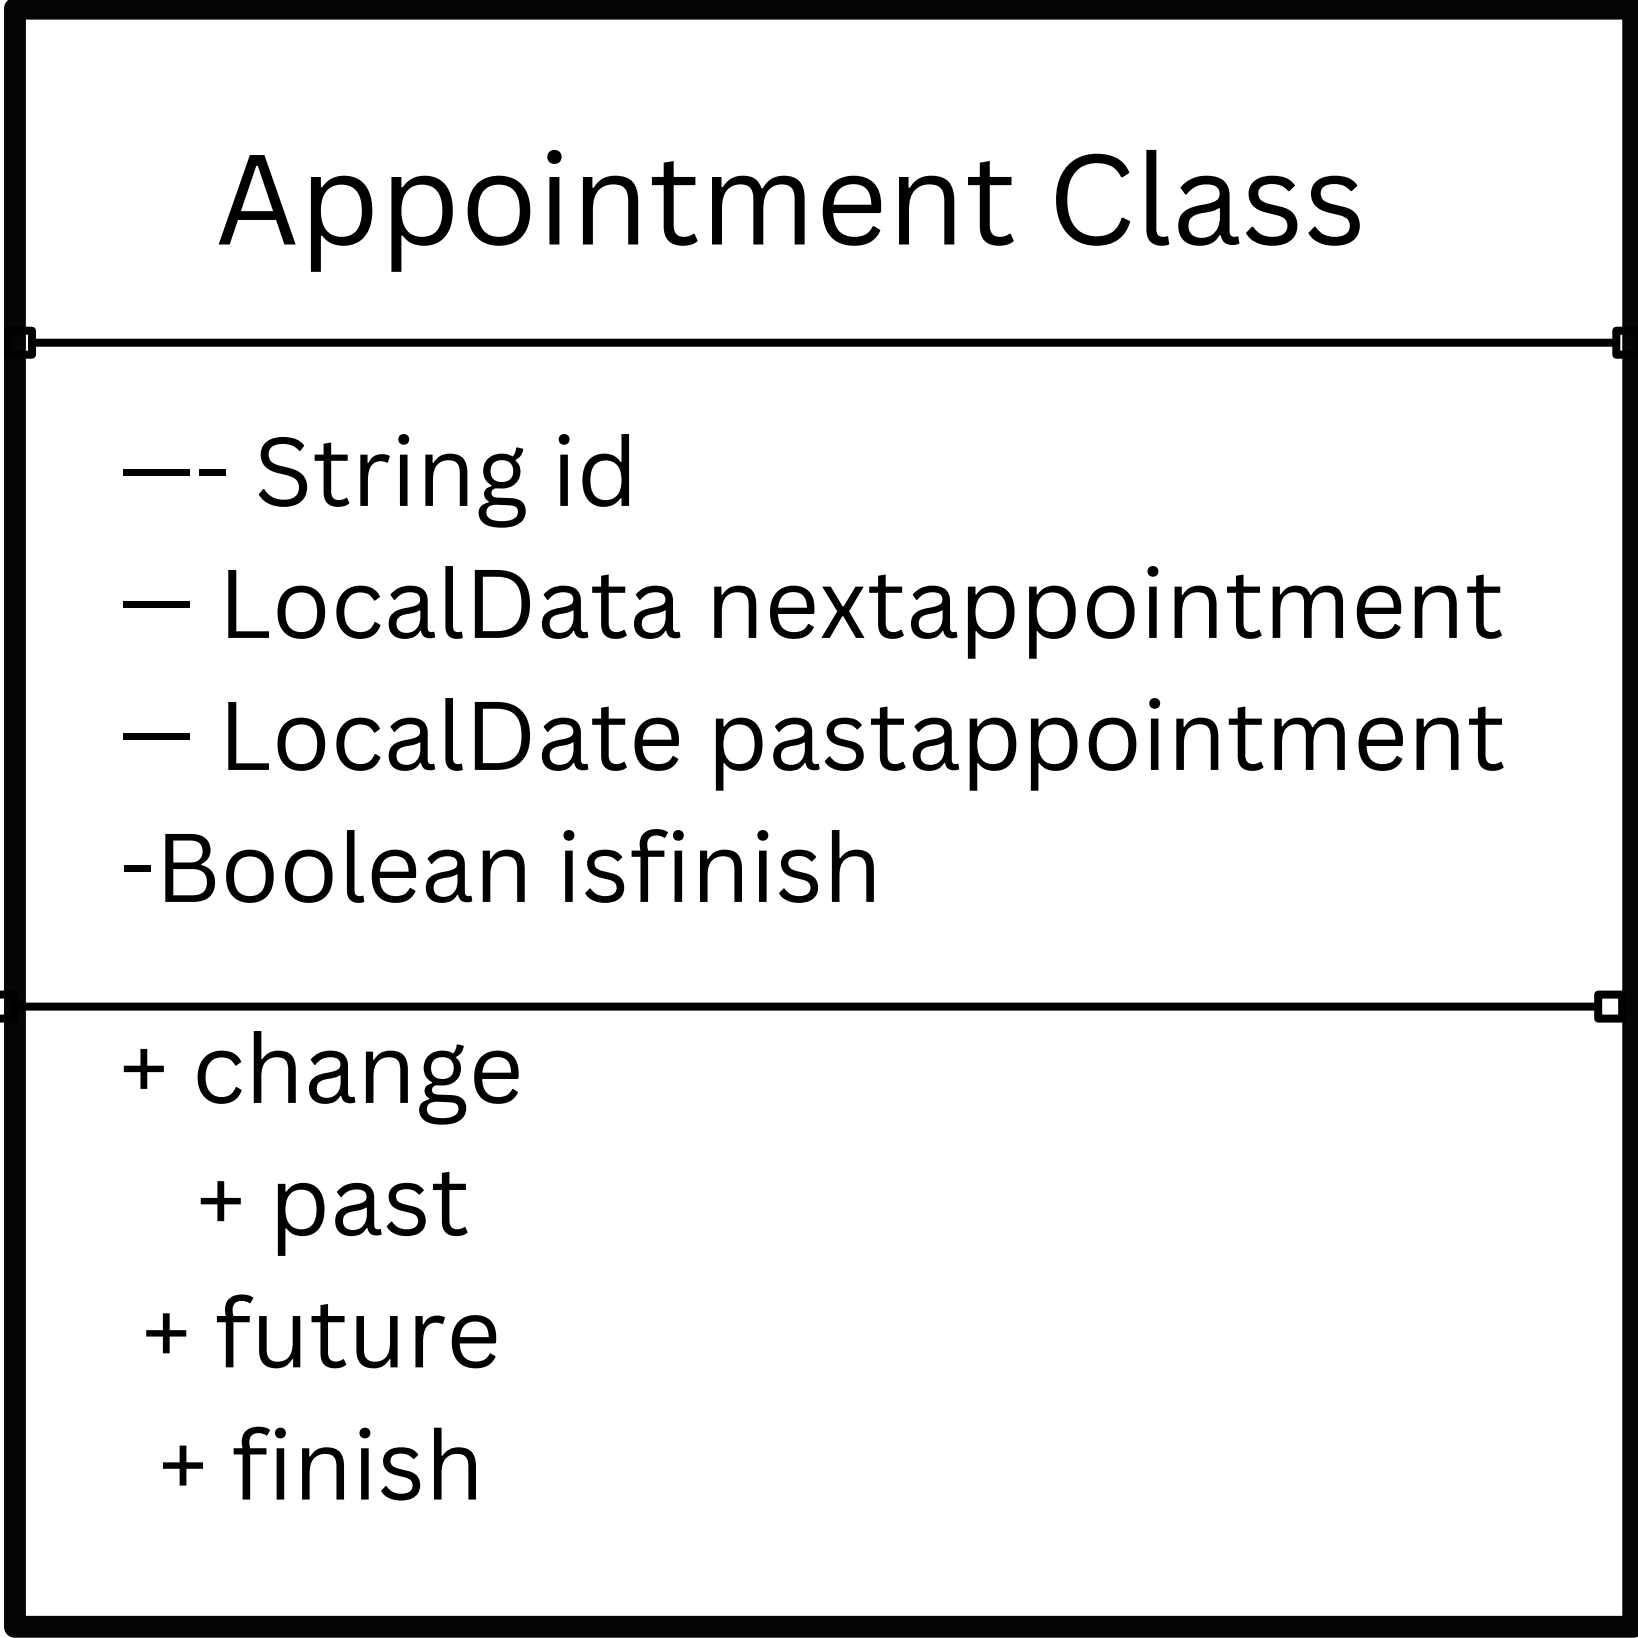 Appointment Class
—- String id
— LocalData nextappointment
— LocalDate pastappointment
-Boolean isfinish
+ change
+ past
+ future
+ finish